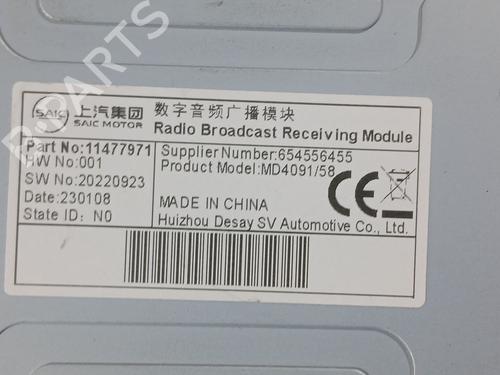 B-PARTS
SAIC 上汽集团
SAIC MOTOR
数字音频广播模块
Radio Broadcast Receiving Module
Part No:11477971
HW No:001
SW No:20220923
Date:230108
State ID: N0
Supplier Number:654556455
Product Model:MD4091/58
MADE IN CHINA
Huizhou Desay SV Automotive Co., Ltd.
CE